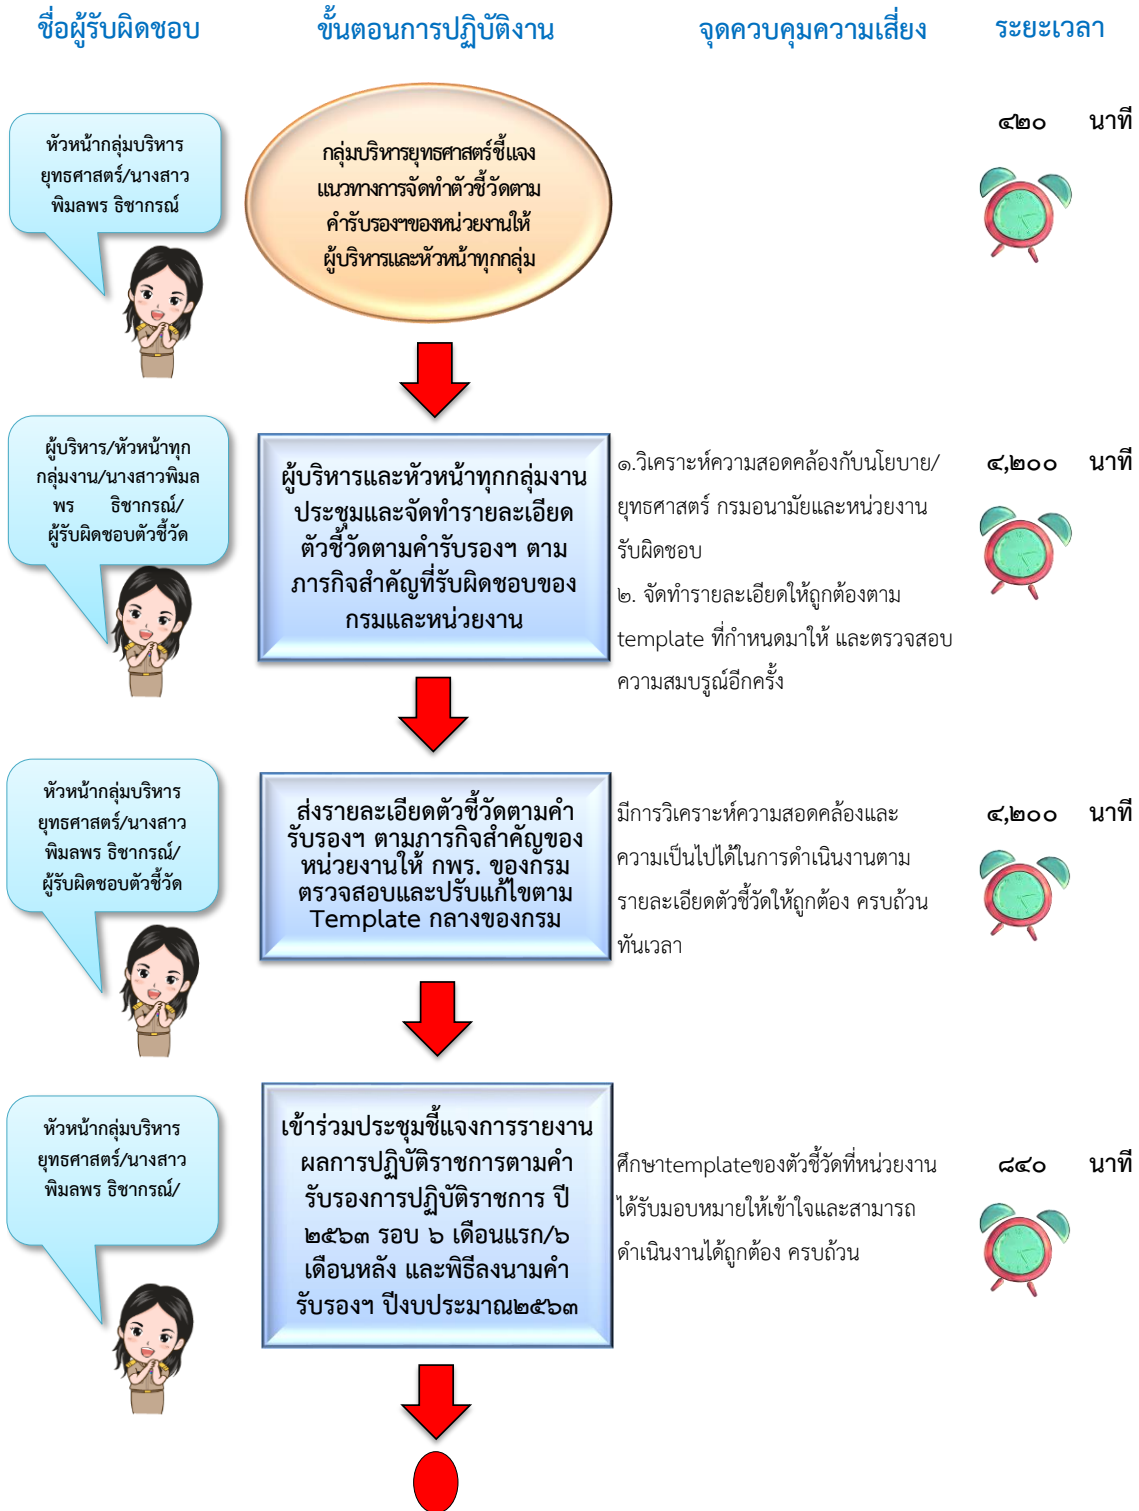 ชื่อผู้รับผิดชอบ ขั้นตอนการปฏิบัติงาน จุดควบคุมความเสี่ยง ระยะเวลา
หัวหน้ากลุ่มบริหาร
ยุทธศาสตร์/นางสาว
พิมลพร ธิชากรณ์
กลุ่มบริหารยุทธศาสตร์ชี้แจง
แนวทางการจัดทำตัวชี้วัดตาม
คำรับรองฯของหน่วยงานให้
ผู้บริหารและหัวหน้าทุกกลุ่ม
๔๒๐ นาที
ผู้บริหาร/หัวหน้าทุก
กลุ่มงาน/นางสาวพิมล
พร ธิชากรณ์/
ผู้รับผิดชอบตัวชี้วัด
ผู้บริหารและหัวหน้าทุกกลุ่มงาน
ประชุมและจัดทำรายละเอียด
ตัวชี้วัดตามคำรับรองฯ ตาม
ภารกิจสำคัญที่รับผิดชอบของ
กรมและหน่วยงาน
๑.วิเคราะห์ความสอดคล้องกับนโยบาย/
ยุทธศาสตร์ กรมอนามัยและหน่วยงาน
รับผิดชอบ
๒. จัดทำรายละเอียดให้ถูกต้องตาม
template ที่กำหนดมาให้ และตรวจสอบ
ความสมบรูณ์อีกครั้ง
๔,๒๐๐ นาที
หัวหน้ากลุ่มบริหาร
ยุทธศาสตร์/นางสาว
พิมลพร ธิชากรณ์/
ผู้รับผิดชอบตัวชี้วัด
ส่งรายละเอียดตัวชี้วัดตามคำ
รับรองฯ ตามภารกิจสำคัญของ
หน่วยงานให้ กพร. ของกรม
ตรวจสอบและปรับแก้ไขตาม
Template กลางของกรม
มีการวิเคราะห์ความสอดคล้องและ
ความเป็นไปได้ในการดำเนินงานตาม
รายละเอียดตัวชี้วัดให้ถูกต้อง ครบถ้วน
ทันเวลา
๔,๒๐๐ นาที
หัวหน้ากลุ่มบริหาร
ยุทธศาสตร์/นางสาว
พิมลพร ธิชากรณ์/
เข้าร่วมประชุมชี้แจงการรายงาน
ผลการปฏิบัติราชการตามคำ
รับรองการปฏิบัติราชการ ปี
๒๕๖๓ รอบ ๖ เดือนแรก/๖
เดือนหลัง และพิธีลงนามคำ
รับรองฯ ปีงบประมาณ๒๕๖๓
ศึกษาtemplateของตัวชี้วัดที่หน่วยงาน
ได้รับมอบหมายให้เข้าใจและสามารถ
ดำเนินงานได้ถูกต้อง ครบถ้วน
๘๔๐ นาที